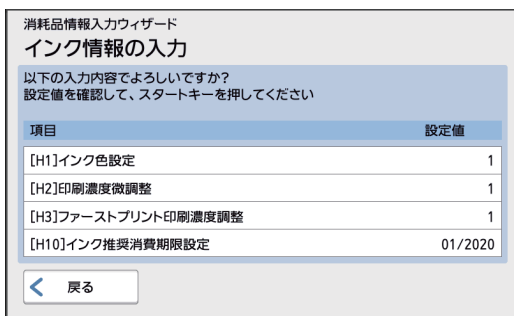 消耗品情報入力ウィザード
インク情報の入力
以下の入力内容でよろしいですか?
設定値を確認して、スタートキーを押してください
項目 設定値
[H1]インク色設定 1
[H2]印刷濃度微調整 1
[H3]ファーストプリント印刷濃度調整 1
[H10]インク推奨消費期限設定 01/2020
戻る